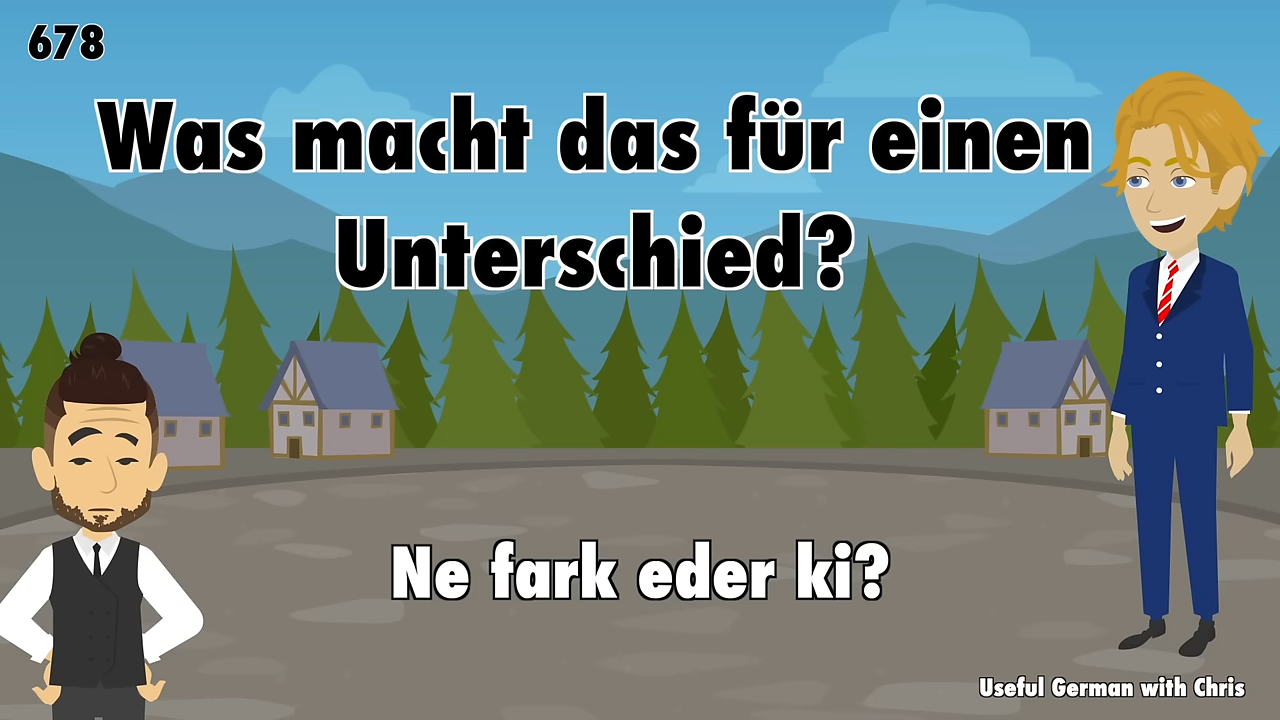 678
Was macht das für einen
Unterschied?
Ne fark eder ki?
Useful German with Chris